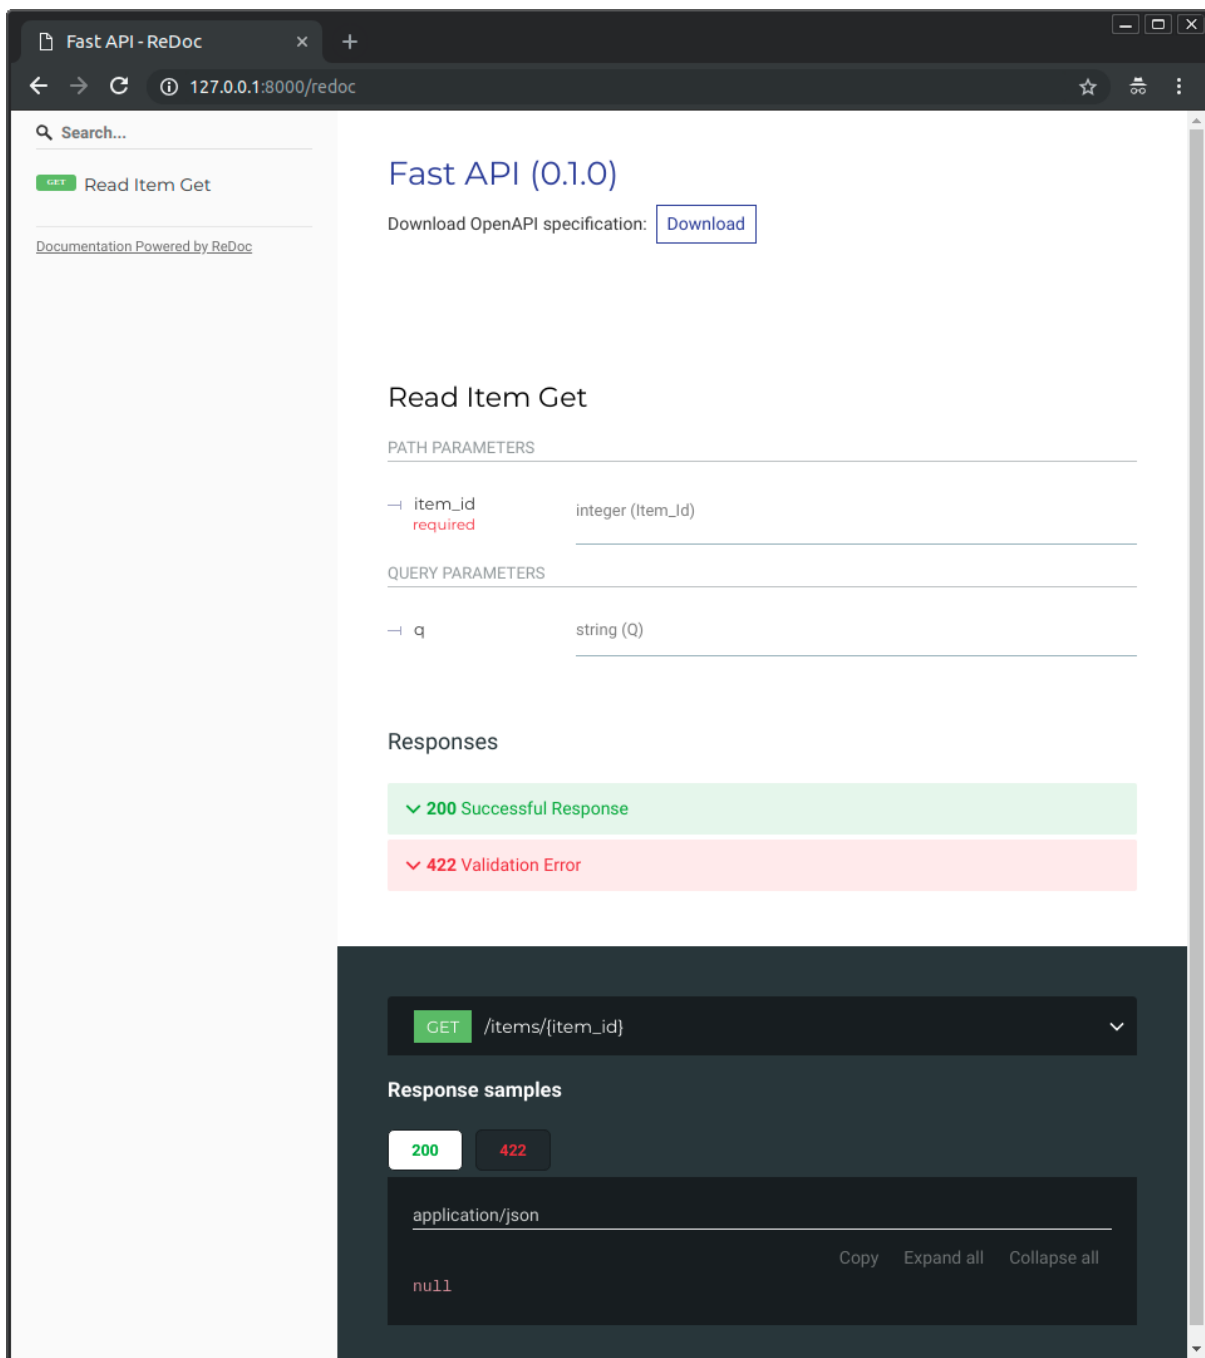 Fast API - ReDoc
127.0.0.1:8000/redoc
Search...
GET Read Item Get
Documentation Powered by ReDoc
Fast API (0.1.0)
Download OpenAPI specification: Download
Read Item Get
PATH PARAMETERS
item_id
required
integer (Item_Id)
QUERY PARAMETERS
q
string (Q)
Responses
200 Successful Response
422 Validation Error
GET /items/{item_id}
Response samples
200 422
application/json
Copy Expand all Collapse all
null